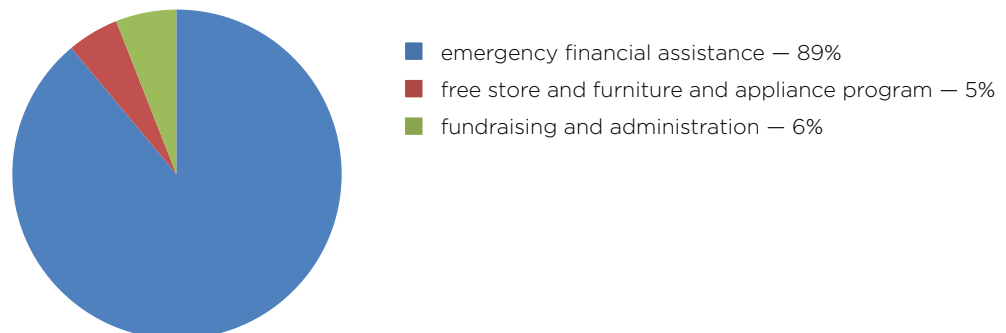 emergency financial assistance — 89%
free store and furniture and appliance program — 5%
fundraising and administration — 6%